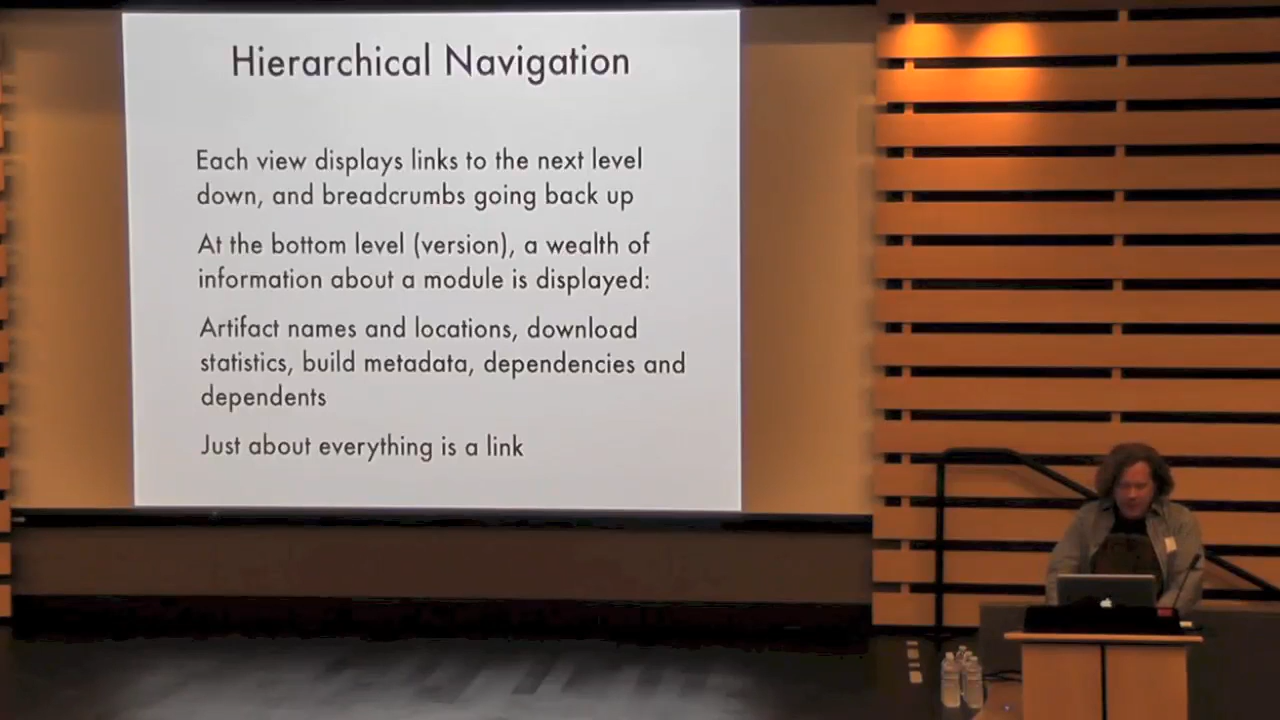 Hierarchical Navigation
Each view displays links to the next level
down, and breadcrumbs going back up
At the bottom level (version), a wealth of
information about a module is displayed:
Artifact names and locations, download
statistics, build metadata, dependencies and
dependents
Just about everything is a link